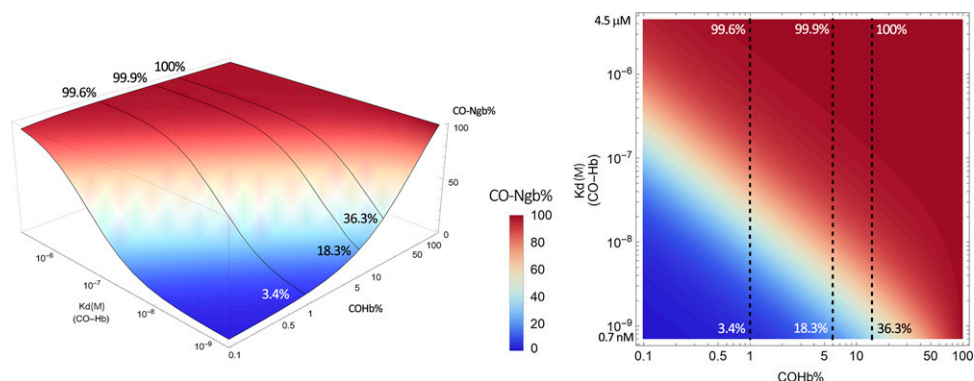 100%
99.9%
99.6%
CO-Ngb%
100
50
0
36.3%
18.3%
3.4%
100
50
10
5
1
0.5
0.1
COHb%
10⁻⁶
10⁻⁷
10⁻⁸
10⁻⁹
Kd(M)
(CO–Hb)
CO-Ngb%
100
80
60
40
20
0
4.5 µM
99.6% 99.9% 100%
10⁻⁶
10⁻⁷
10⁻⁸
10⁻⁹
0.7 nM
Kd(M)
(CO–Hb)
3.4% 18.3% 36.3%
0.1 0.5 1 5 10 50 100
COHb%